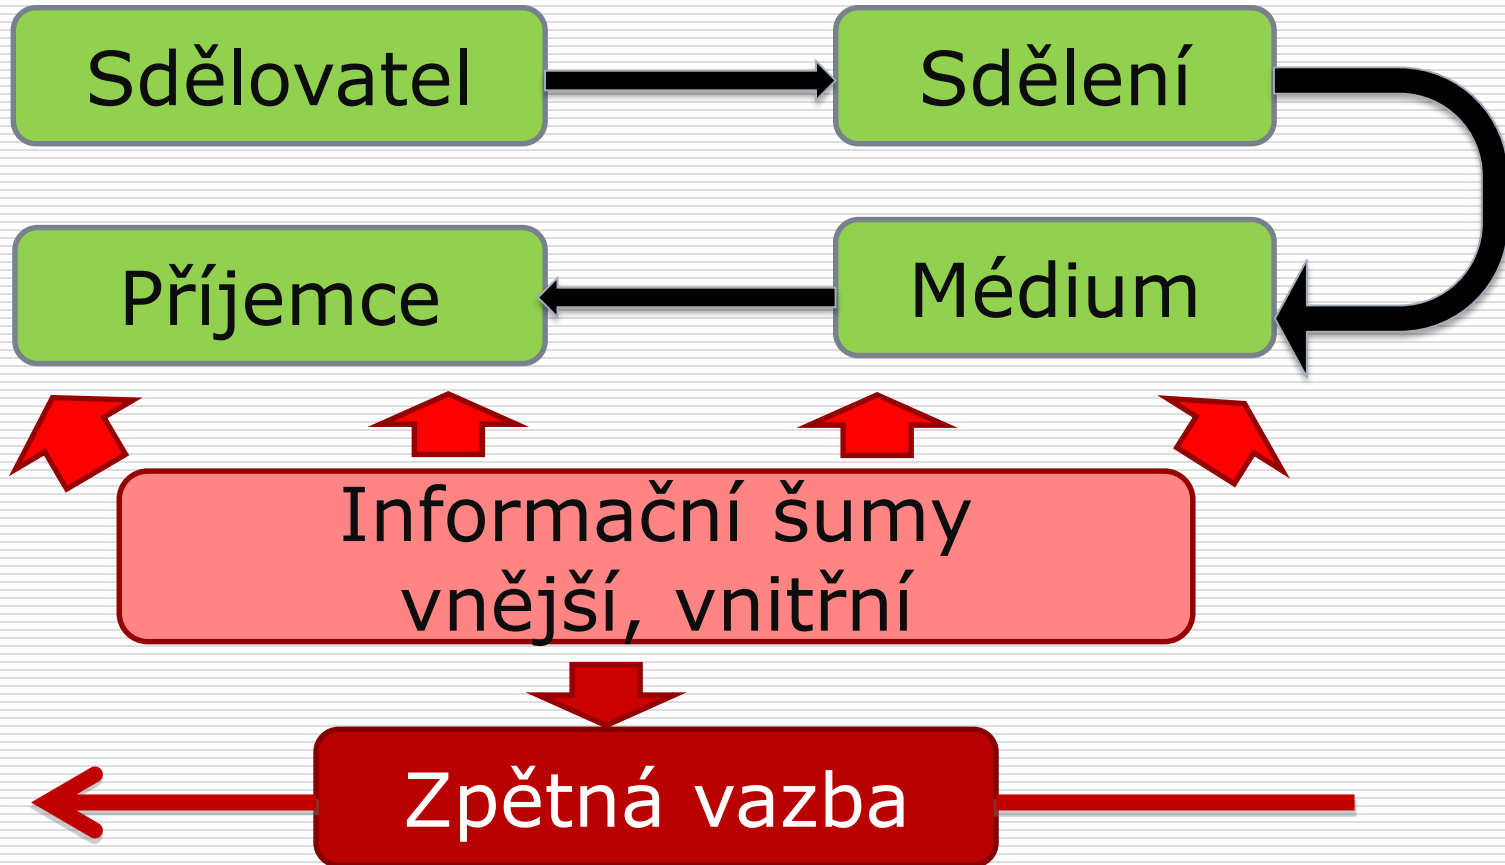 Sdělovatel
Sdělení
Příjemce
Médium
Informační šumy
vnější, vnitřní
Zpětná vazba